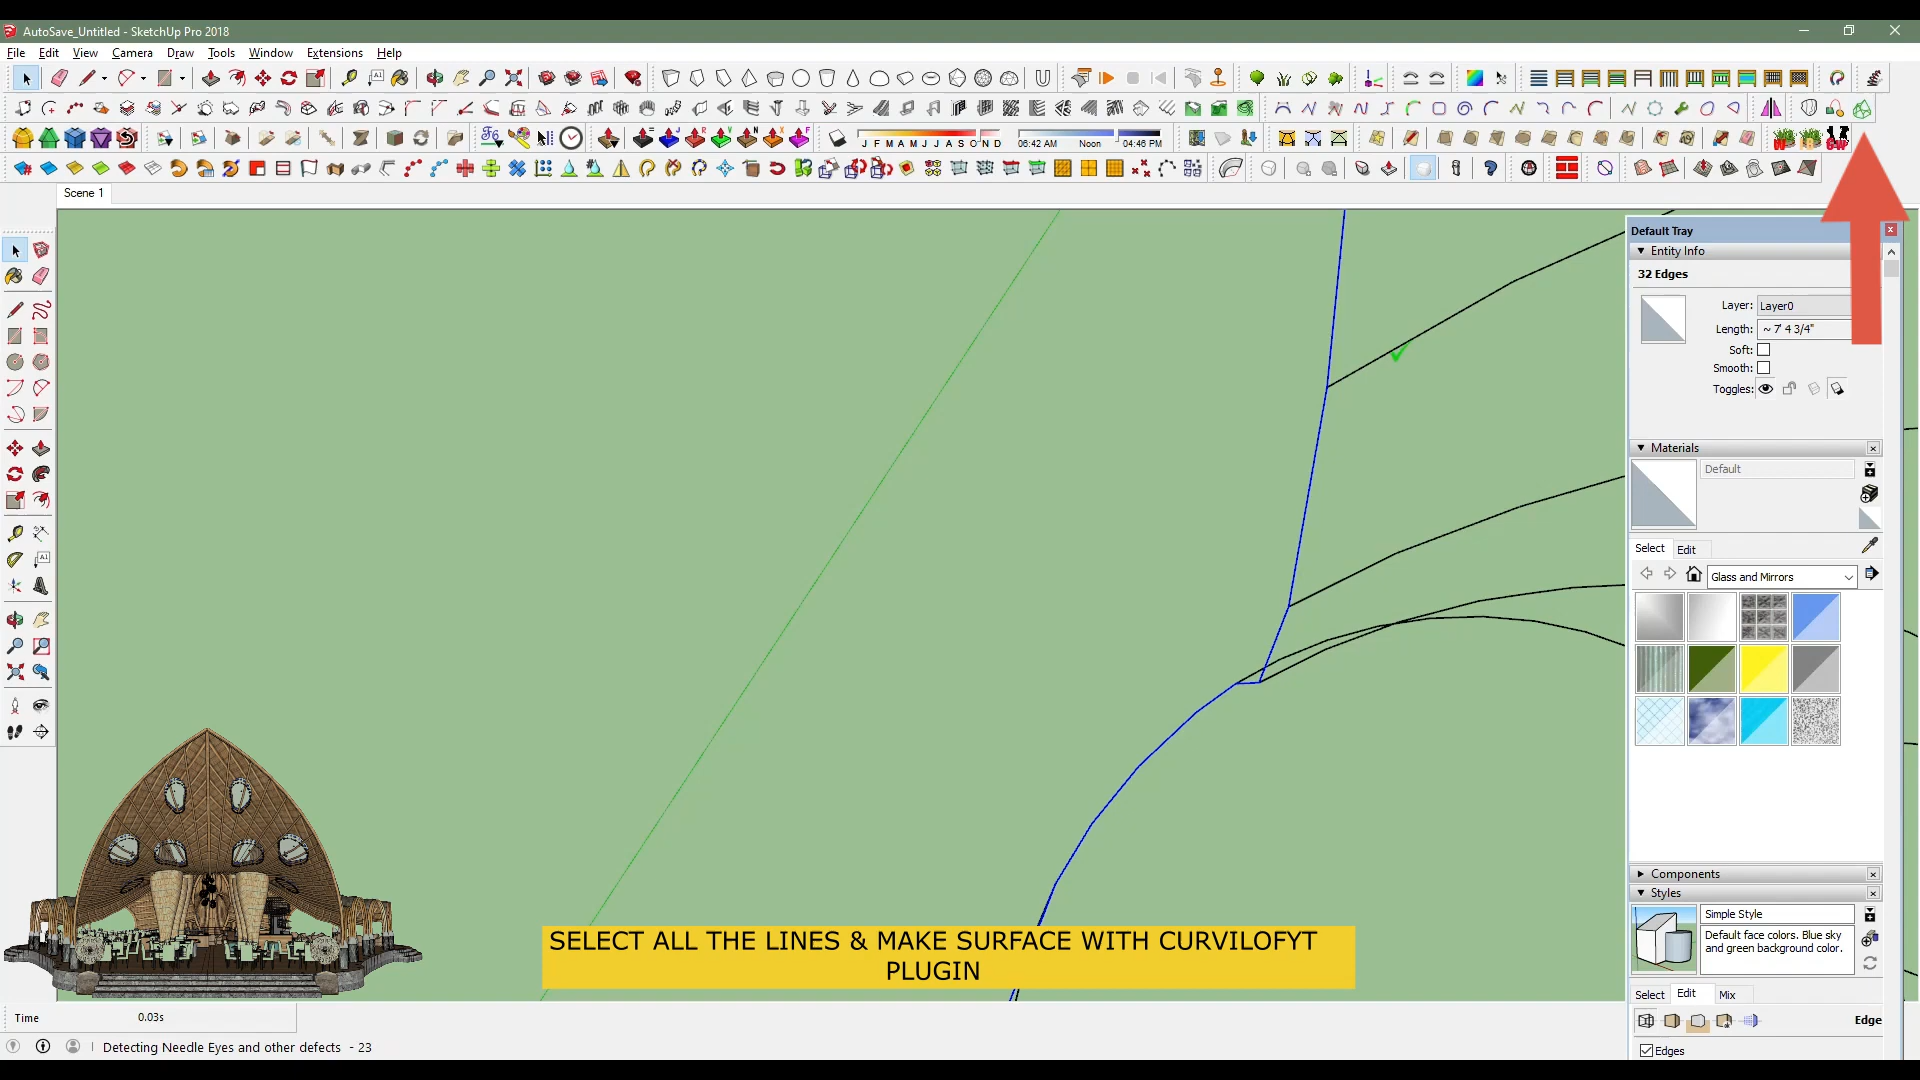 AutoSave_Untitled - SketchUp Pro 2018
File Edit View Camera Draw Tools Window Extensions Help
J F M A M J J A S O N D 06:42 AM Noon 04:46 PM
Scene 1
Default Tray
Entity Info
32 Edges
Layer: Layer0
Length: ~ 7' 4 3/4"
Soft:
Smooth:
Toggles:
Materials
Default
Select Edit
Glass and Mirrors
Components
Styles
Simple Style
Default face colors. Blue sky
and green background color.
Select Edit Mix
Edge
Edges
SELECT ALL THE LINES & MAKE SURFACE WITH CURVILOFYT
PLUGIN
Time 0.03s
Detecting Needle Eyes and other defects - 23